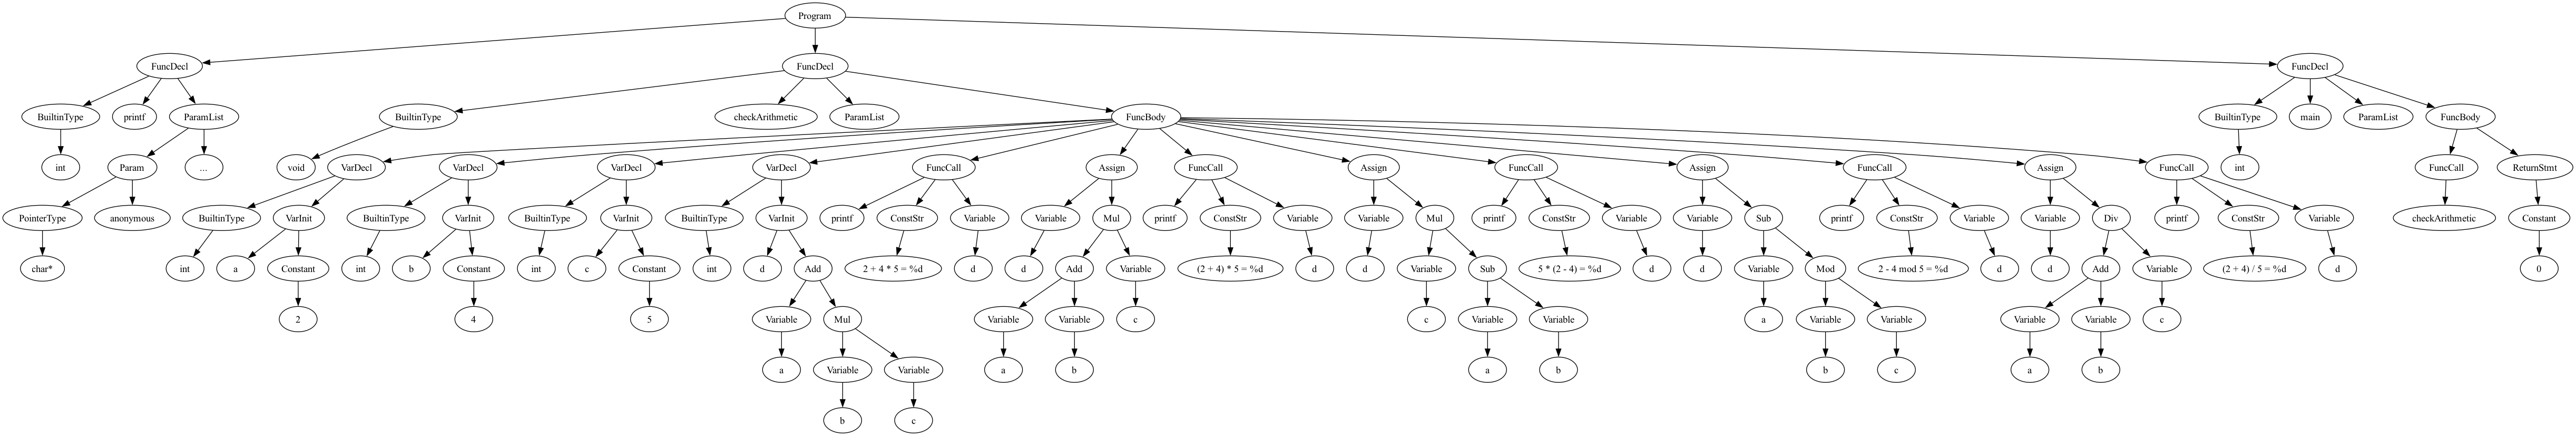 Program
FuncDecl
FuncDecl
FuncDecl
BuiltinType
printf
ParamList
BuiltinType
checkArithmetic
ParamList
FuncBody
BuiltinType
main
ParamList
FuncBody
int
Param
...
void
VarDecl
VarDecl
VarDecl
VarDecl
FuncCall
Assign
FuncCall
Assign
FuncCall
Assign
FuncCall
Assign
FuncCall
int
FuncCall
ReturnStmt
PointerType
anonymous
BuiltinType
VarInit
BuiltinType
VarInit
BuiltinType
VarInit
BuiltinType
VarInit
printf
ConstStr
Variable
Variable
Mul
printf
ConstStr
Variable
Variable
Mul
printf
ConstStr
Variable
Variable
Sub
printf
ConstStr
Variable
Variable
Div
printf
ConstStr
Variable
checkArithmetic
Constant
char*
int
a
Constant
int
b
Constant
int
c
Constant
int
d
Add
2 + 4 * 5 = %d
d
d
Add
Variable
(2 + 4) * 5 = %d
d
d
Variable
Sub
5 * (2 - 4) = %d
d
d
Variable
Mod
2 - 4 mod 5 = %d
d
d
Add
Variable
(2 + 4) / 5 = %d
d
0
2
4
5
Variable
Mul
Variable
Variable
c
c
Variable
Variable
a
Variable
Variable
Variable
Variable
c
a
Variable
Variable
a
b
a
b
b
c
a
b
b
c